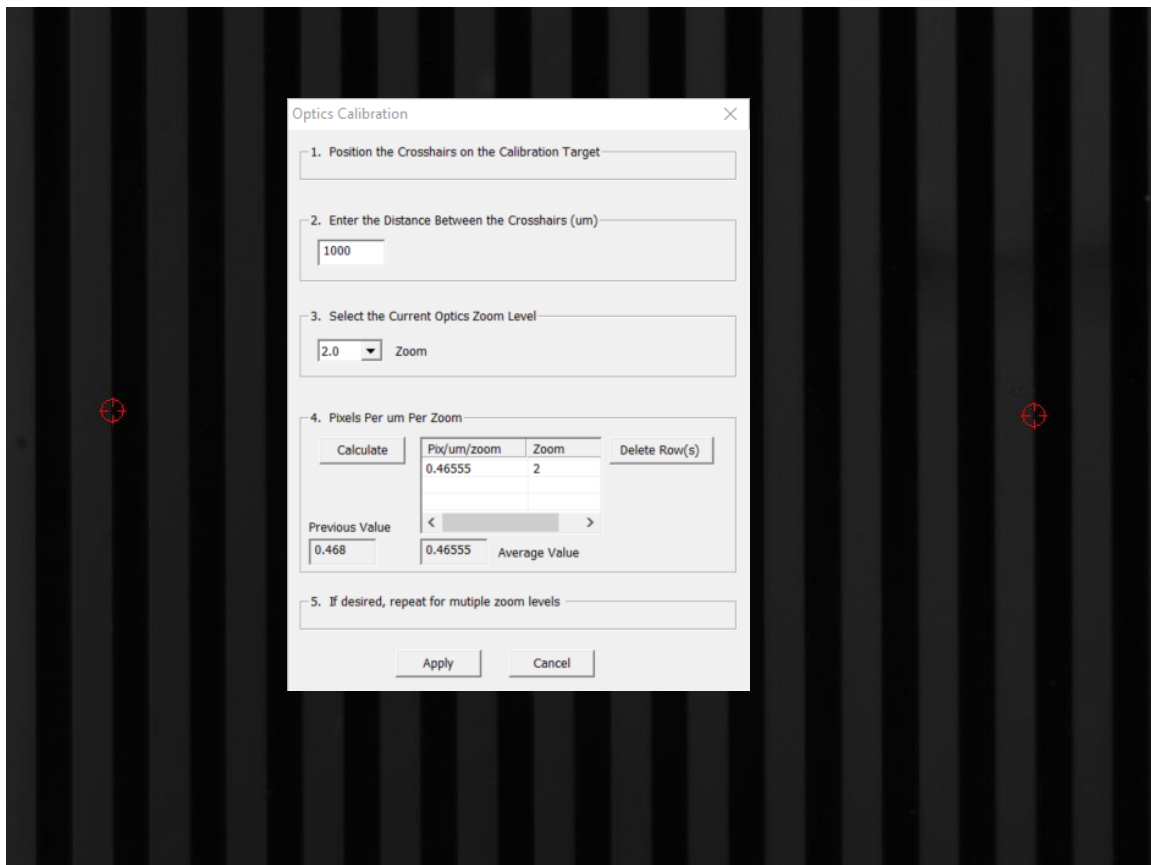 Optics Calibration
1. Position the Crosshairs on the Calibration Target
2. Enter the Distance Between the Crosshairs (um)
1000
3. Select the Current Optics Zoom Level
2.0 Zoom
4. Pixels Per um Per Zoom
Calculate Pix/um/zoom Zoom Delete Row(s)
0.46555 2
Previous Value
0.468 0.46555 Average Value
5. If desired, repeat for mutiple zoom levels
Apply Cancel